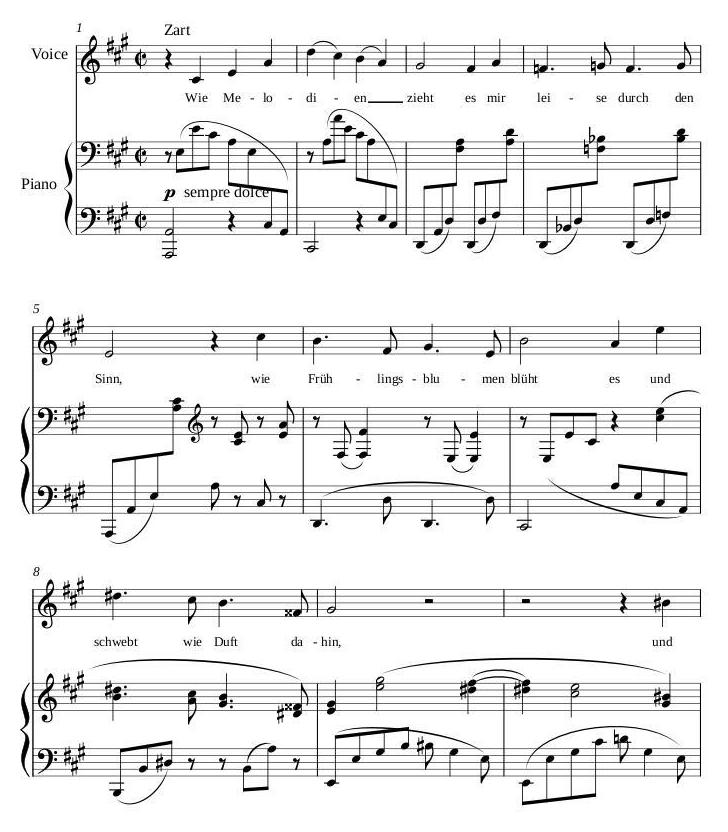 1
Zart
Voice
Wie Me - lo - di - en zieht es mir lei - se durch den
Piano
p sempre dolce
5
Sinn, wie Früh - lings - blu - men blüht es und
8
schwebt wie Duft da - hin, und